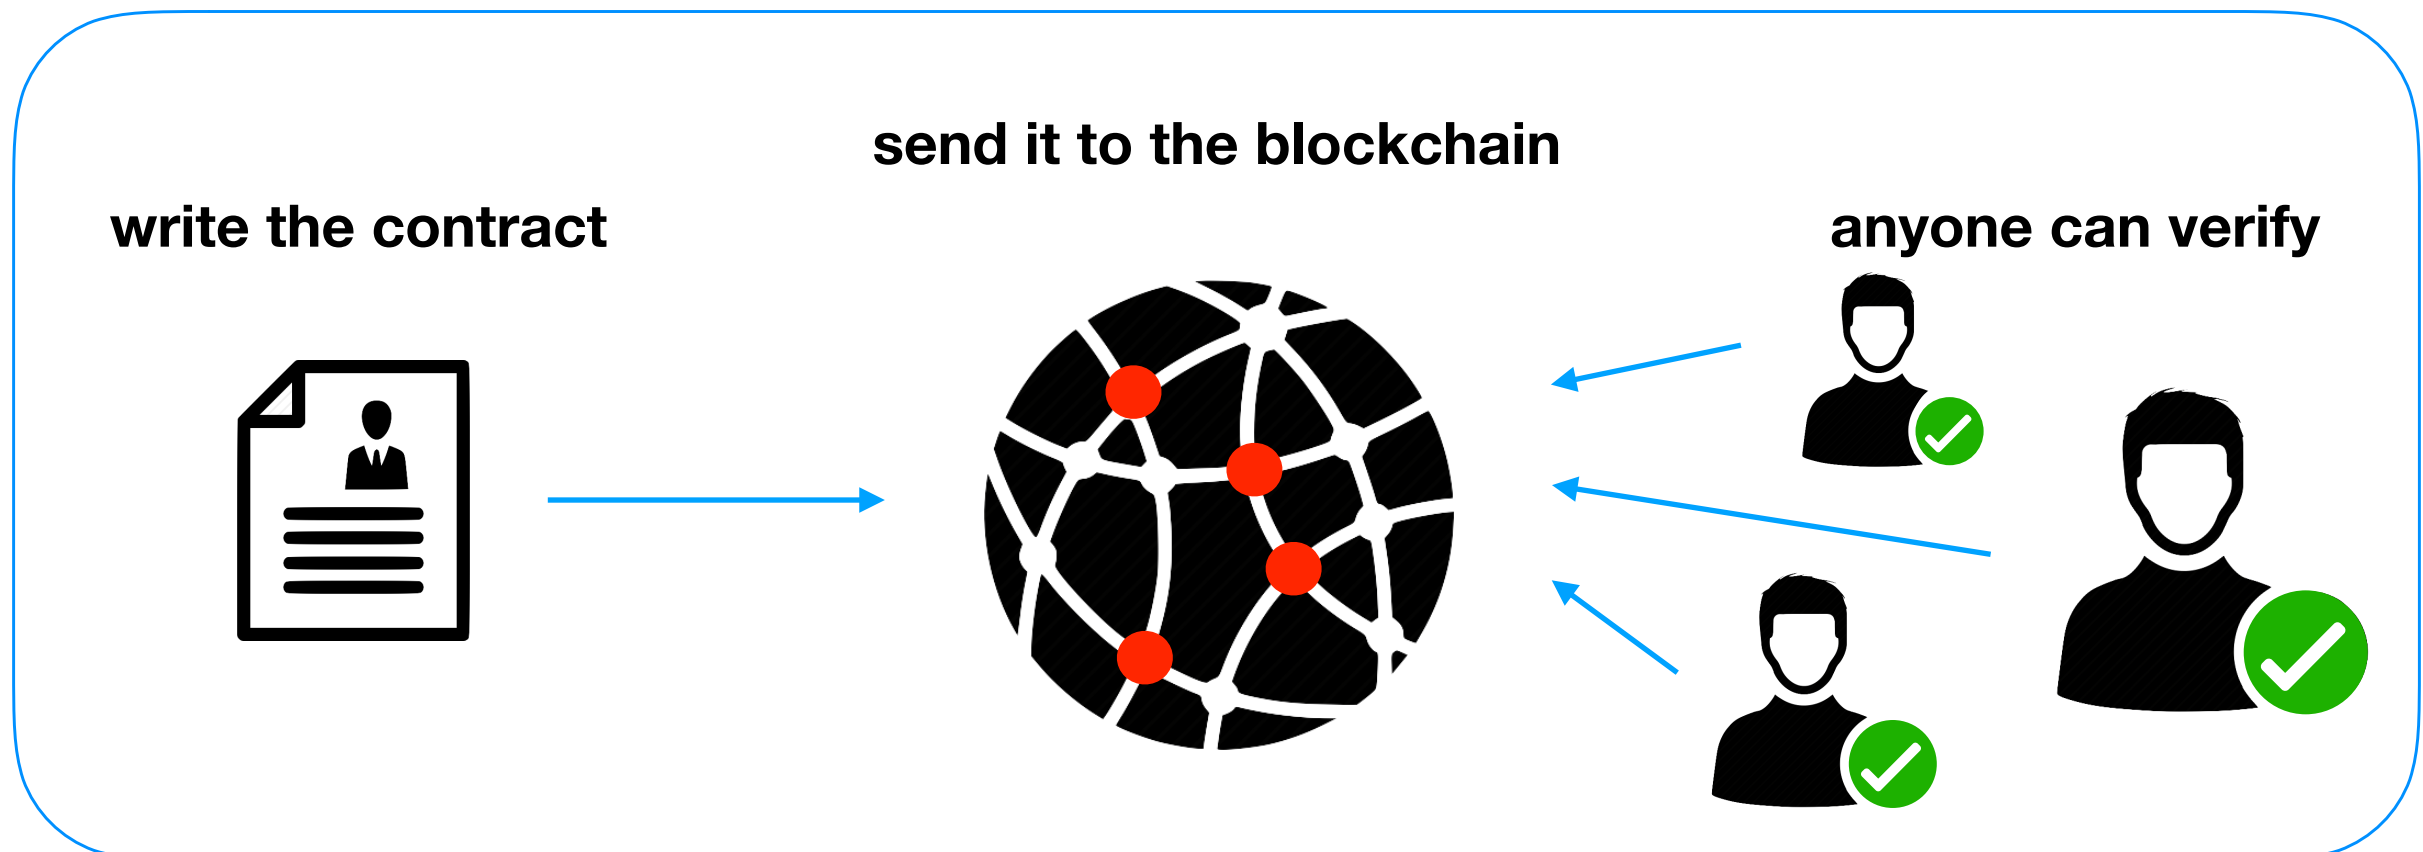 write the contract
send it to the blockchain
anyone can verify